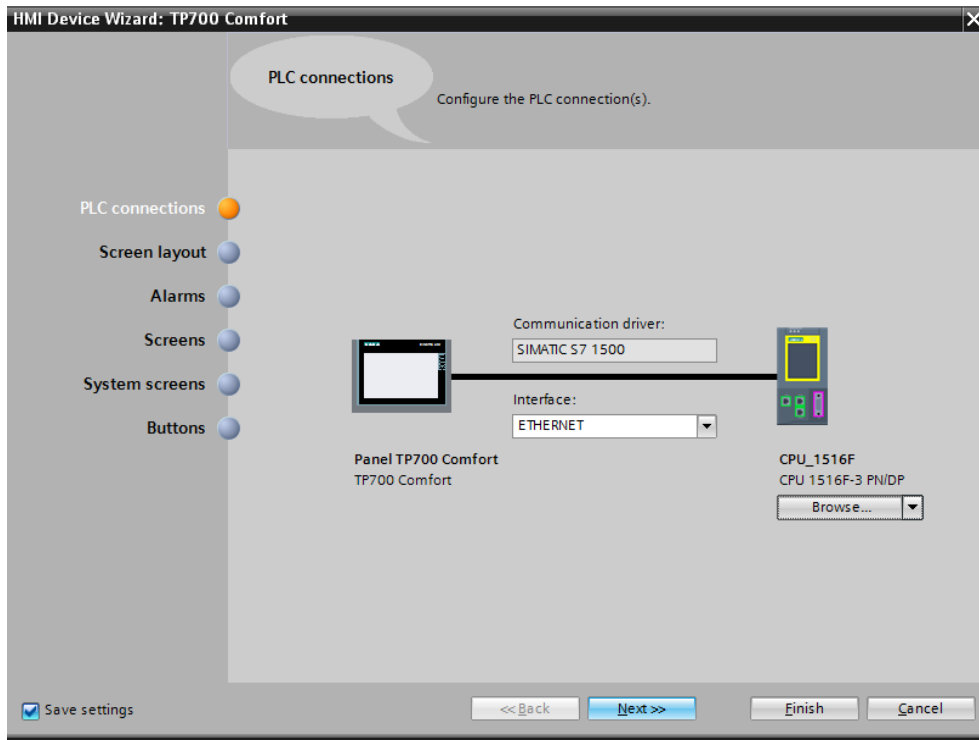 HMI Device Wizard: TP700 Comfort
PLC connections
Configure the PLC connection(s).
PLC connections
Screen layout
Alarms
Screens
System screens
Buttons
Communication driver:
SIMATIC S7 1500
Interface:
ETHERNET
Panel TP700 Comfort
TP700 Comfort
CPU_1516F
CPU 1516F-3 PN/DP
Browse...
Save settings
<<Back
Next>>
Finish
Cancel